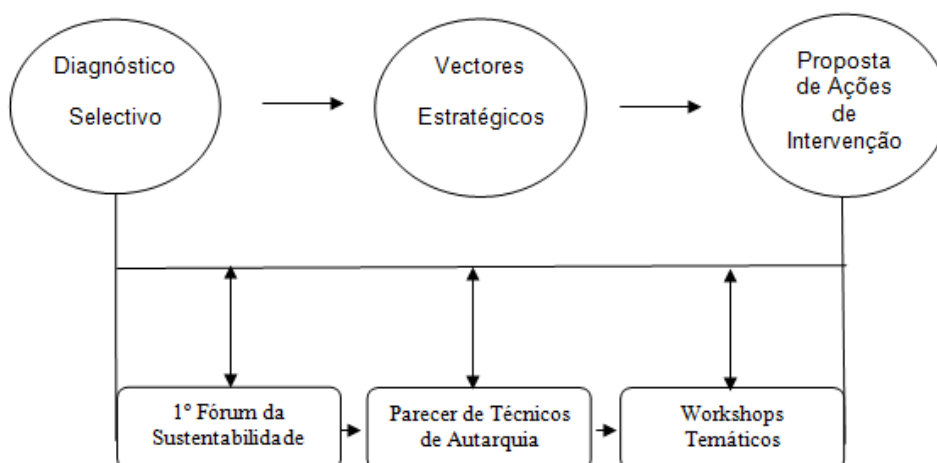 Diagnóstico
Selectivo
Vectores
Estratégicos
Proposta
de Ações
de
Intervenção
1º Fórum da
Sustentabilidade
Parecer de Técnicos
de Autarquia
Workshops
Temáticos